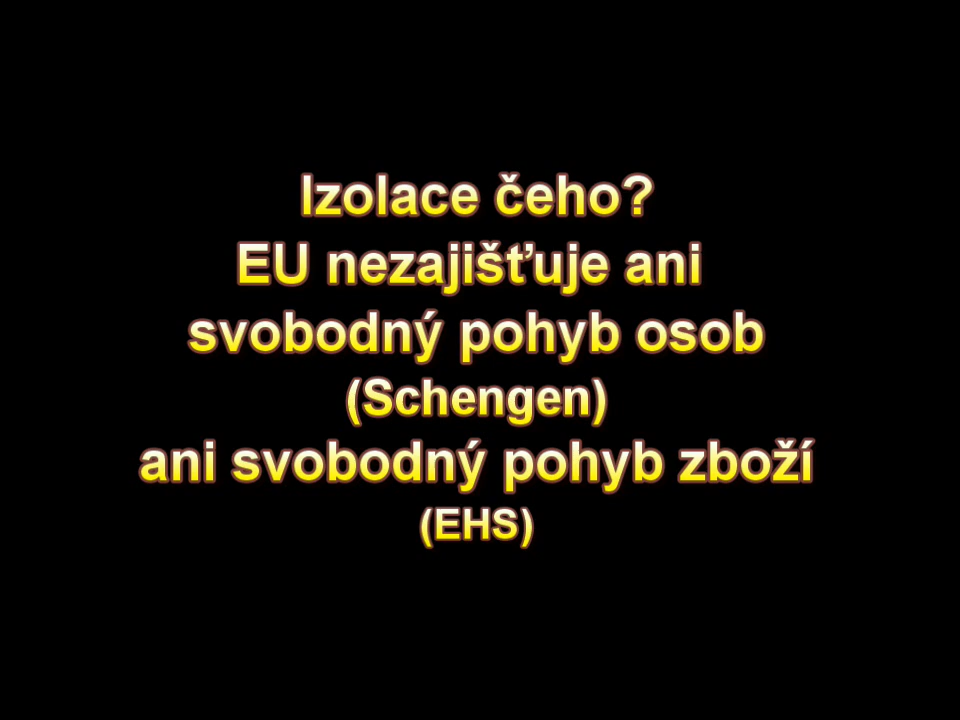 Izolace čeho?
EU nezajišťuje ani
svobodný pohyb osob
(Schengen)
ani svobodný pohyb zboží
(EHS)